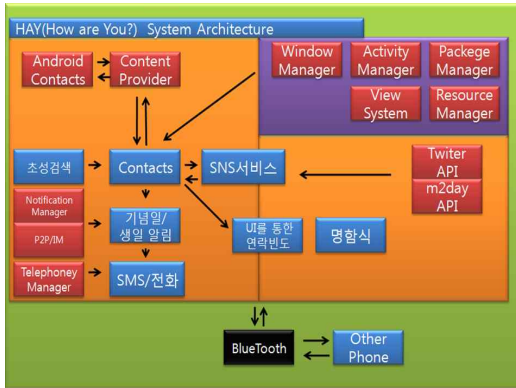 HAY(How are You?) System Architecture
Android
Contacts
Content
Provider
Window
Manager
Activity
Manager
Packege
Manager
View
System
Resource
Manager
초성검색
Contacts
SNS서비스
Twiter
API
m2day
API
Notification
Manager
P2P/IM
기념일/
생일 알림
UI를 통한
연락빈도
명함식
Telephoney
Manager
SMS/전화
BlueTooth
Other
Phone